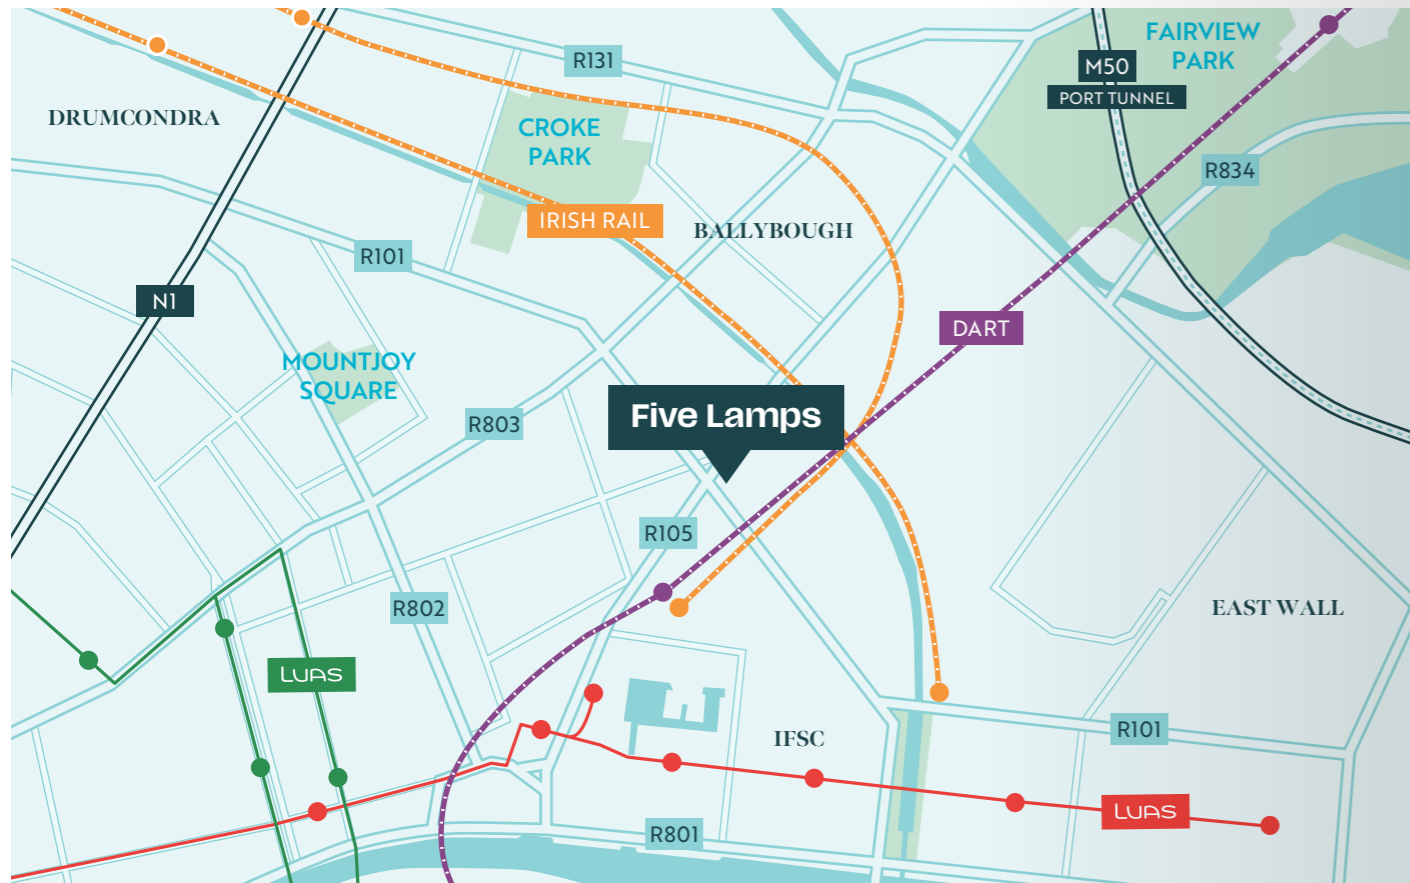 FAIRVIEW
PARK
R131
M50
PORT TUNNEL
DRUMCONDRA
CROKE
PARK
R834
IRISH RAIL
BALLYBOUGH
R101
N1
DART
MOUNTJOY
SQUARE
Five Lamps
R803
R105
R802
EAST WALL
LUAS
IFSC
R101
LUAS
R801